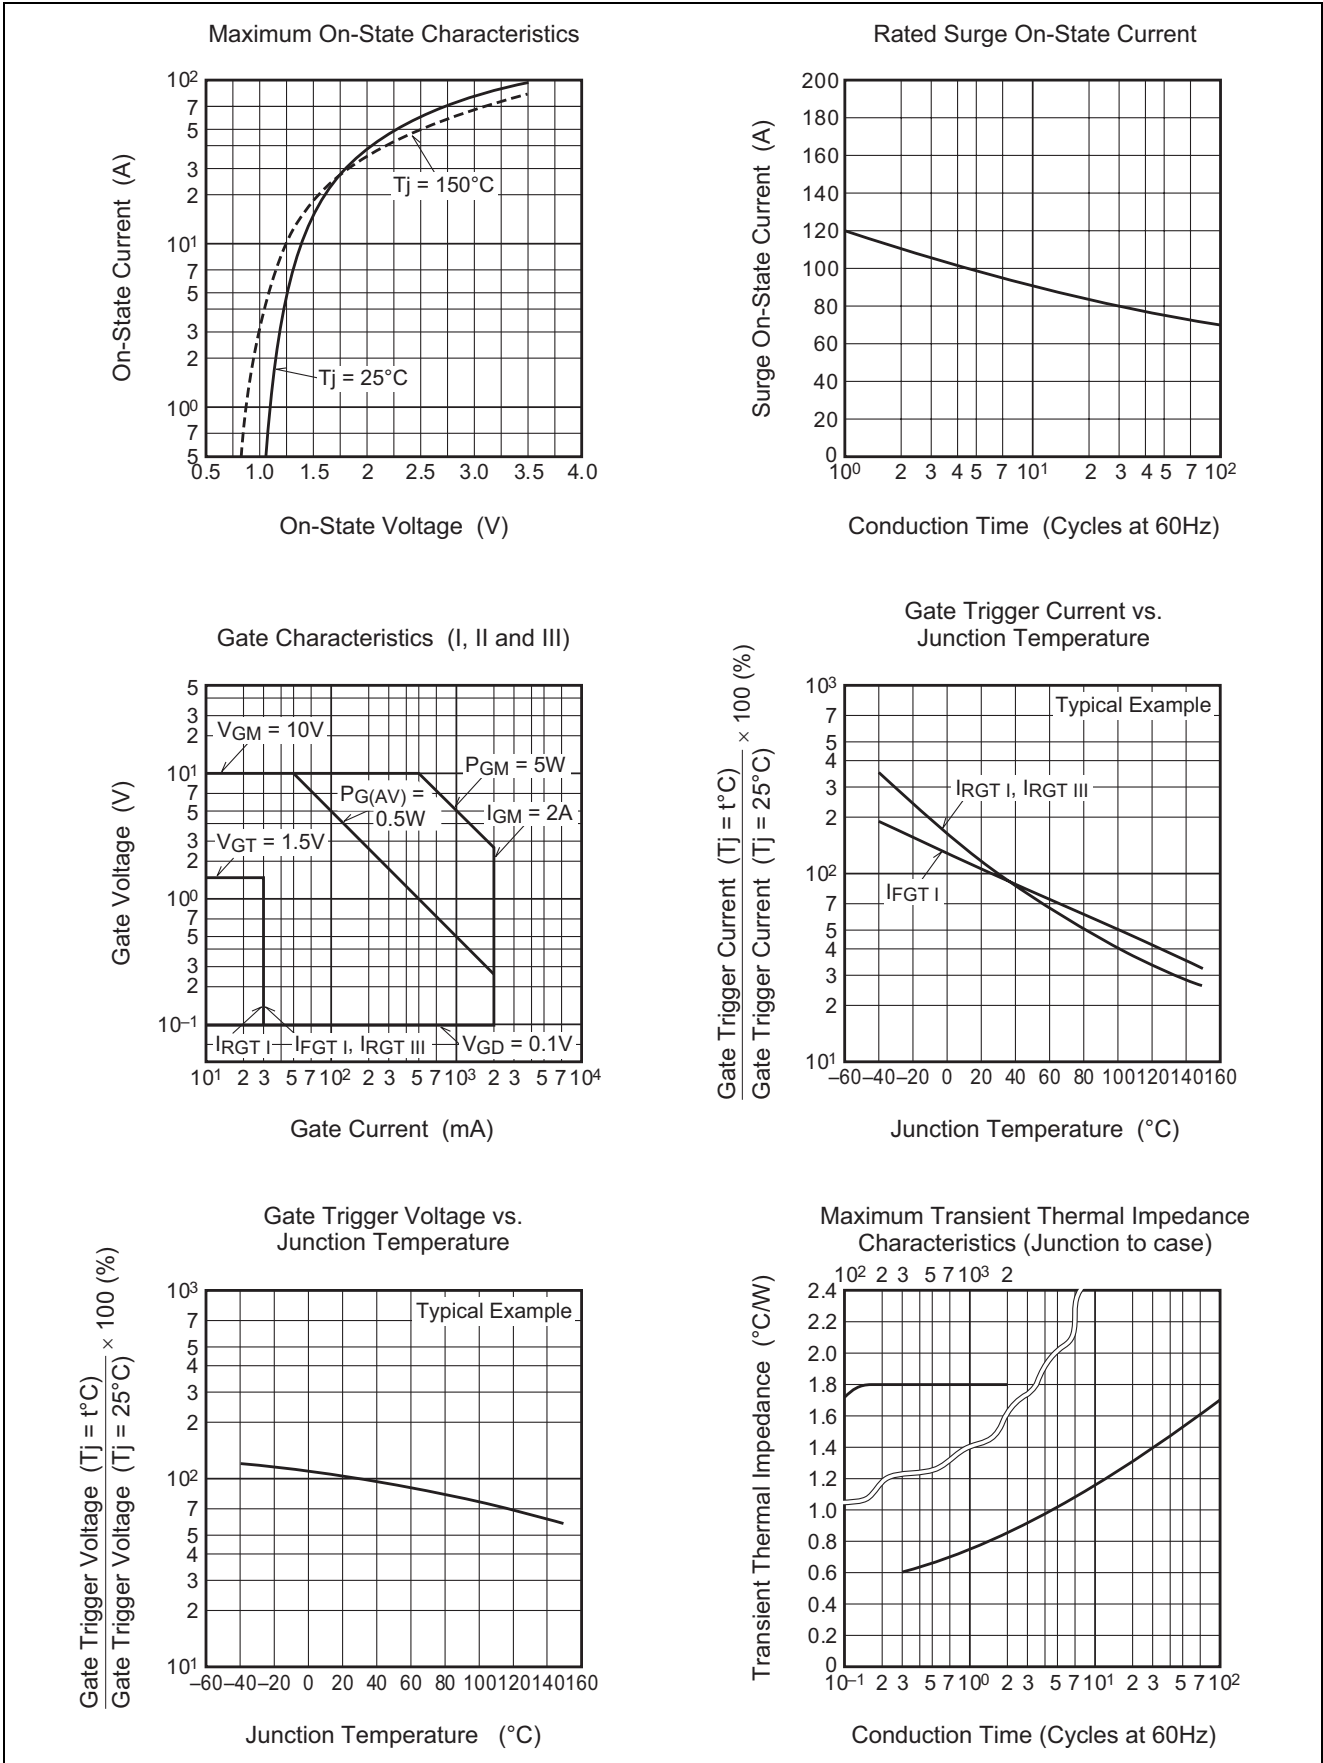 Maximum On-State Characteristics
On-State Current (A)
10²
7
5
3
2
10¹
7
5
3
2
10⁰
7
5
Tj = 150°C
Tj = 25°C
0.5 1.0 1.5 2 2.5 3.0 3.5 4.0
On-State Voltage (V)
Rated Surge On-State Current
Surge On-State Current (A)
200
180
160
140
120
100
80
60
40
20
0
10⁰ 2 3 4 5 7 10¹ 2 3 4 5 7 10²
Conduction Time (Cycles at 60Hz)
Gate Characteristics (I, II and III)
Gate Voltage (V)
5
3
2
10¹
7
5
3
2
10⁰
7
5
3
2
10⁻¹
VGM = 10V
PGM = 5W
PG(AV) =
0.5W
IGM = 2A
VGT = 1.5V
IRGT I
IFGT I, IRGT III
VGD = 0.1V
10¹ 2 3 5 7 10² 2 3 5 7 10³ 2 3 5 7 10⁴
Gate Current (mA)
Gate Trigger Current vs.
Junction Temperature
Gate Trigger Current (Tj = t°C)
Gate Trigger Current (Tj = 25°C)
× 100 (%)
10³
7
5
4
3
2
10²
7
5
4
3
2
10¹
Typical Example
IRGT I, IRGT III
IFGT I
–60 –40 –20 0 20 40 60 80 100 120 140 160
Junction Temperature (°C)
Gate Trigger Voltage vs.
Junction Temperature
Gate Trigger Voltage (Tj = t°C)
Gate Trigger Voltage (Tj = 25°C)
× 100 (%)
10³
7
5
4
3
2
10²
7
5
4
3
2
10¹
Typical Example
–60 –40 –20 0 20 40 60 80 100 120 140 160
Junction Temperature (°C)
Maximum Transient Thermal Impedance
Characteristics (Junction to case)
Transient Thermal Impedance (°C/W)
10² 2 3 5 7 10³ 2
2.4
2.2
2.0
1.8
1.6
1.4
1.2
1.0
0.8
0.6
0.4
0.2
0
10⁻¹ 2 3 5 7 10⁰ 2 3 5 7 10¹ 2 3 5 7 10²
Conduction Time (Cycles at 60Hz)